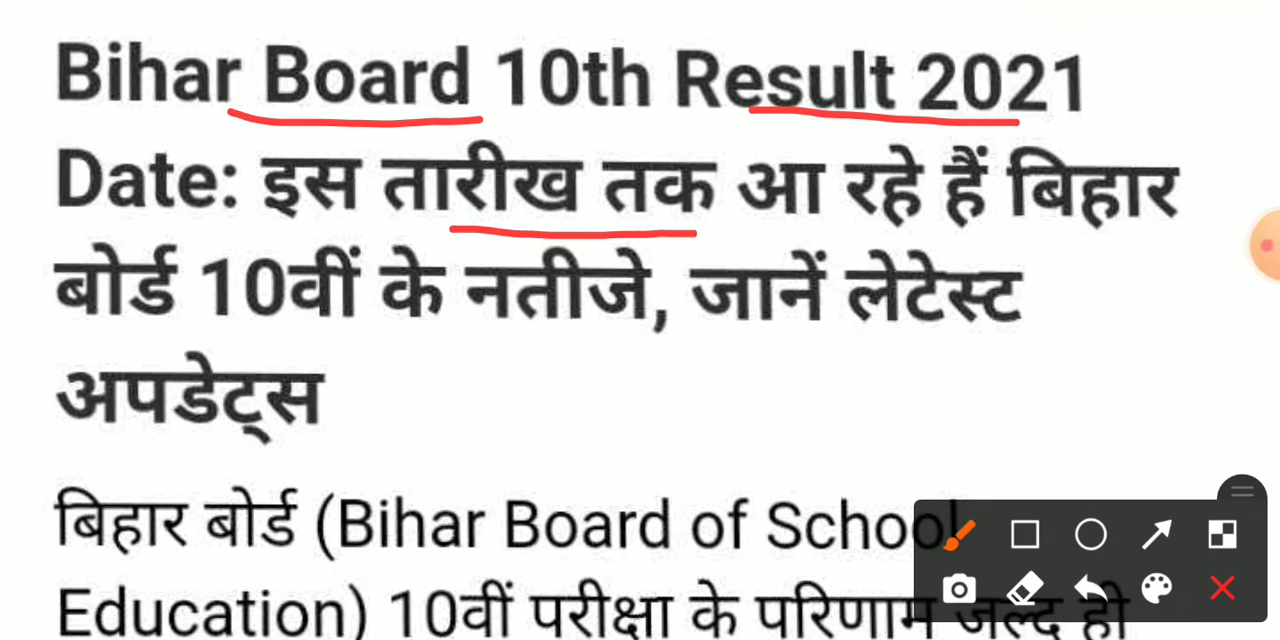 Bihar Board 10th Result 2021
Date: इस तारीख तक आ रहे हैं बिहार
बोर्ड 10वीं के नतीजे, जानें लेटेस्ट
अपडेट्स
बिहार बोर्ड (Bihar Board of School
Education) 10वीं परीक्षा के परिणाम जल्द ही